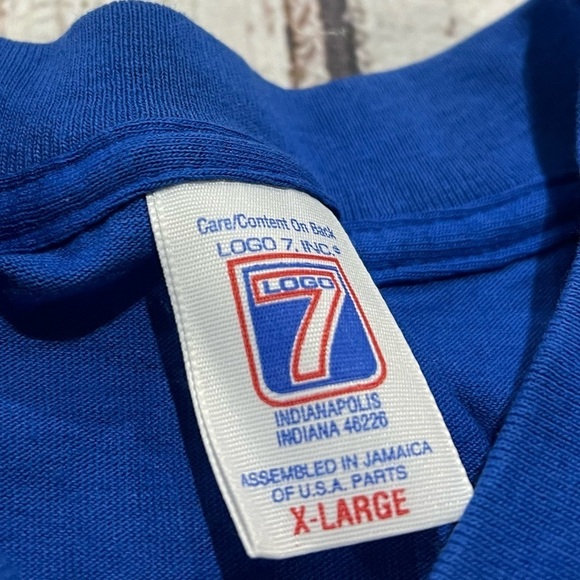 Care/Content On Back
LOGO 7, INC.®
LOGO
7
INDIANAPOLIS
INDIANA 46226
ASSEMBLED IN JAMAICA
OF U.S.A. PARTS
X-LARGE